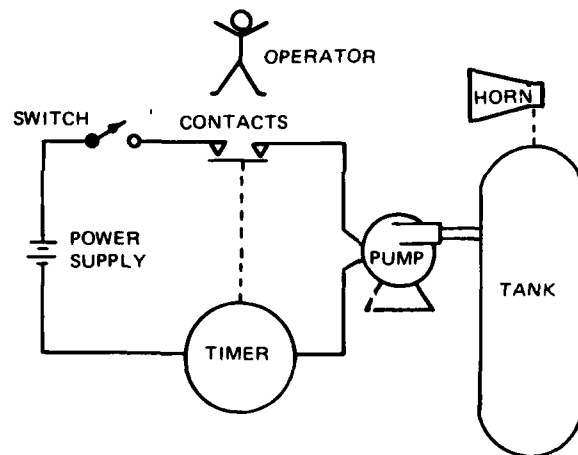 OPERATOR
HORN
SWITCH
CONTACTS
POWER
SUPPLY
PUMP
TANK
TIMER